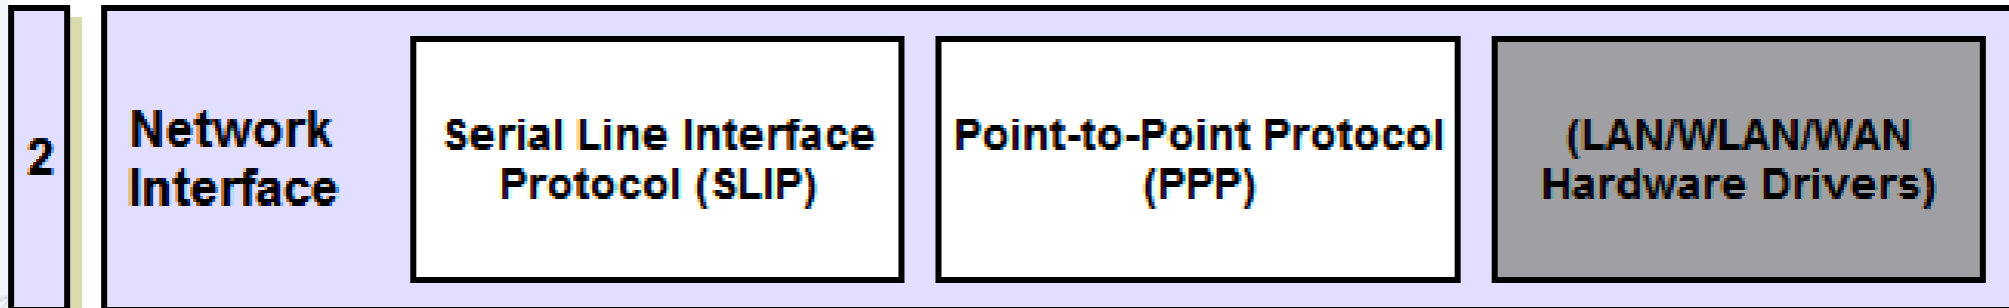 2
Network
Interface
Serial Line Interface
Protocol (SLIP)
Point-to-Point Protocol
(PPP)
(LAN/WLAN/WAN
Hardware Drivers)